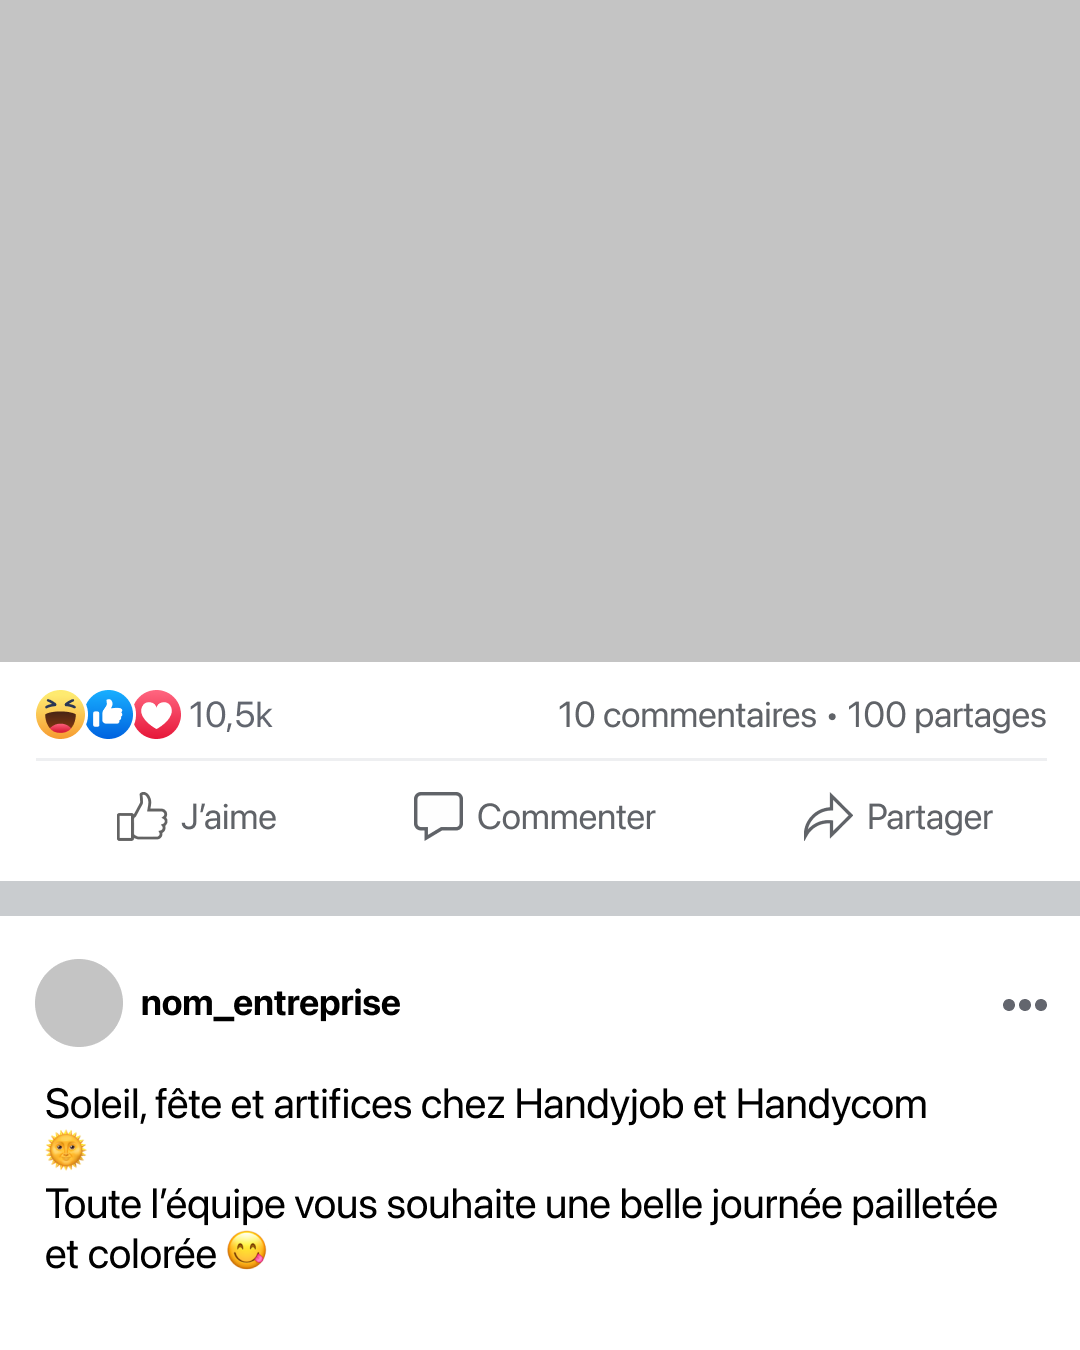 10,5k
10 commentaires • 100 partages
J’aime
Commenter
Partager
nom_entreprise
Soleil, fête et artifices chez Handyjob et Handycom
🌞
Toute l’équipe vous souhaite une belle journée pailletée
et colorée 😋